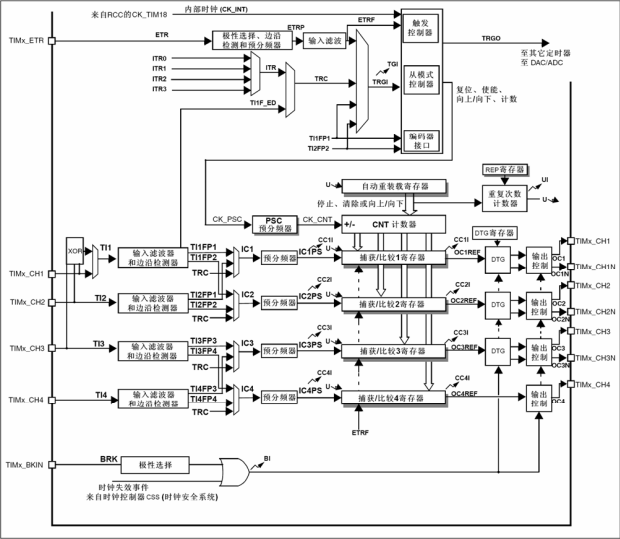 内部时钟 (CK_INT)
来自RCC的CK_TIM18
ETRF
触发
控制器
TRGO
至其它定时器
至 DAC/ADC
TIMx_ETR
ETR
极性选择、边沿
检测和预分频器
ETRP
输入滤波
ITR0
ITR1
ITR2
ITR3
ITR
TI1F_ED
TRC
TGI
TRGI
从模式
控制器
复位、使能,
向上/向下、计数
TI1FP1
TI2FP2
编码器
接口
REP寄存器
自动重装载寄存器
U
重复次数
计数器
UI
U
停止、清除或向上/向下
CK_PSC
PSC
预分频器
CK_CNT
+/-
CNT 计数器
DTG寄存器
XOR
TI1
输入滤波器
和边沿检测器
TI1FP1
TI1FP2
TRC
IC1
预分频器
IC1PS
CC1I
U
捕获/比较1寄存器
CC1I
OC1REF
DTG
输出
控制
OC1
OC1N
TIMx_CH1
TIMx_CH1N
TIMx_CH1
TIMx_CH2
TI2
输入滤波器
和边沿检测器
TI2FP1
TI2FP2
TRC
IC2
预分频器
IC2PS
CC2I
U
捕获/比较2寄存器
CC2I
OC2REF
DTG
输出
控制
OC2
OC2N
TIMx_CH2
TIMx_CH2N
TIMx_CH3
TI3
输入滤波器
和边沿检测器
TI3FP3
TI3FP4
TRC
IC3
预分频器
IC3PS
CC3I
U
捕获/比较3寄存器
CC3I
OC3REF
DTG
输出
控制
OC3
OC3N
TIMx_CH3
TIMx_CH3N
TIMx_CH4
TI4
输入滤波器
和边沿检测器
TI4FP3
TI4FP4
TRC
IC4
预分频器
IC4PS
CC4I
U
捕获/比较4寄存器
CC4I
OC4REF
输出
控制
OC4
TIMx_CH4
ETRF
TIMx_BKIN
BRK
极性选择
BI
时钟失效事件
来自时钟控制器 CSS (时钟安全系统)